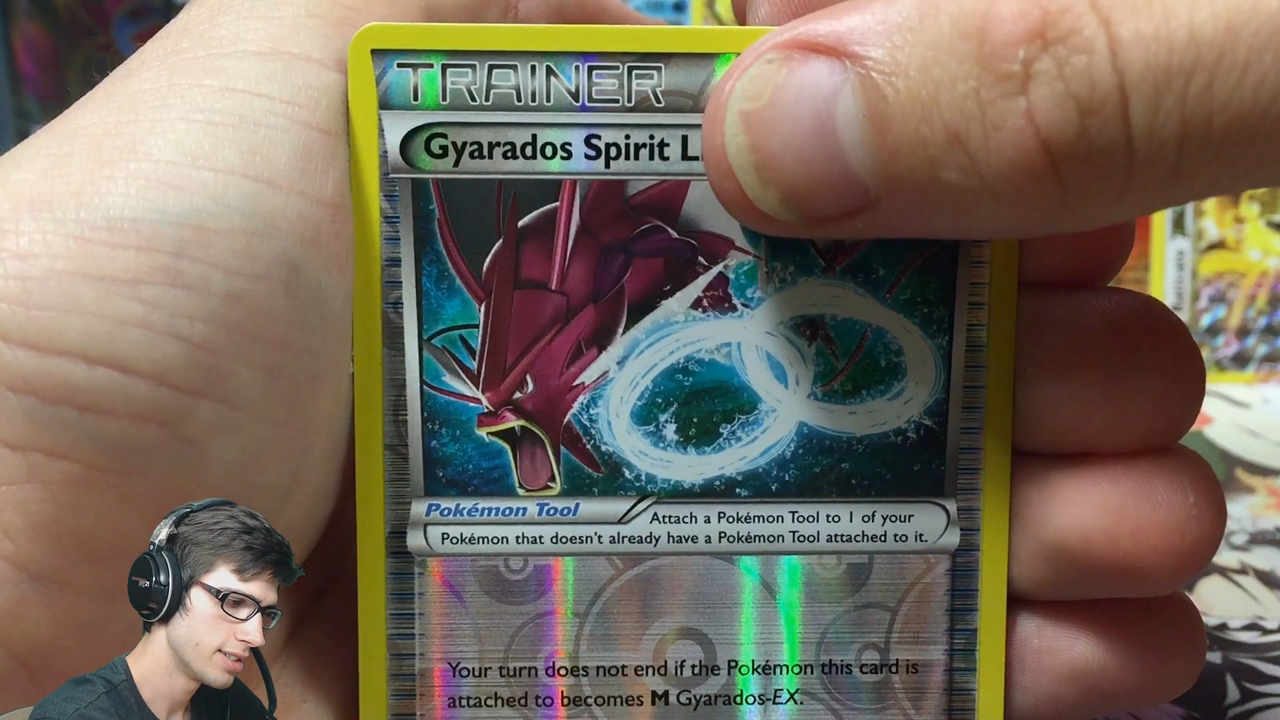 TRAINER
Gyarados Spirit L
Pokémon Tool
Attach a Pokémon Tool to 1 of your
Pokémon that doesn't already have a Pokémon Tool attached to it.
Your turn does not end if the Pokémon this card is
attached to becomes M Gyarados-EX.